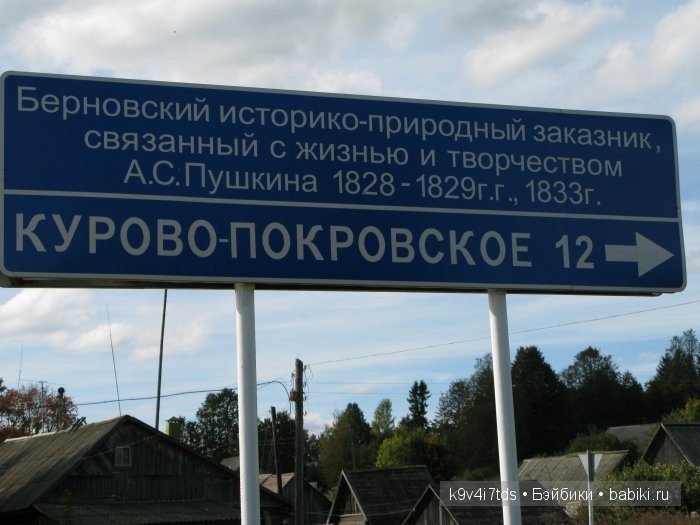 Берновский историко-природный заказник,
связанный с жизнью и творчеством
А.С.Пушкина 1828-1829г.г., 1833г.
КУРОВО-ПОКРОВСКОЕ 12
k9v4i7tds • Бэйбики • babiki.ru